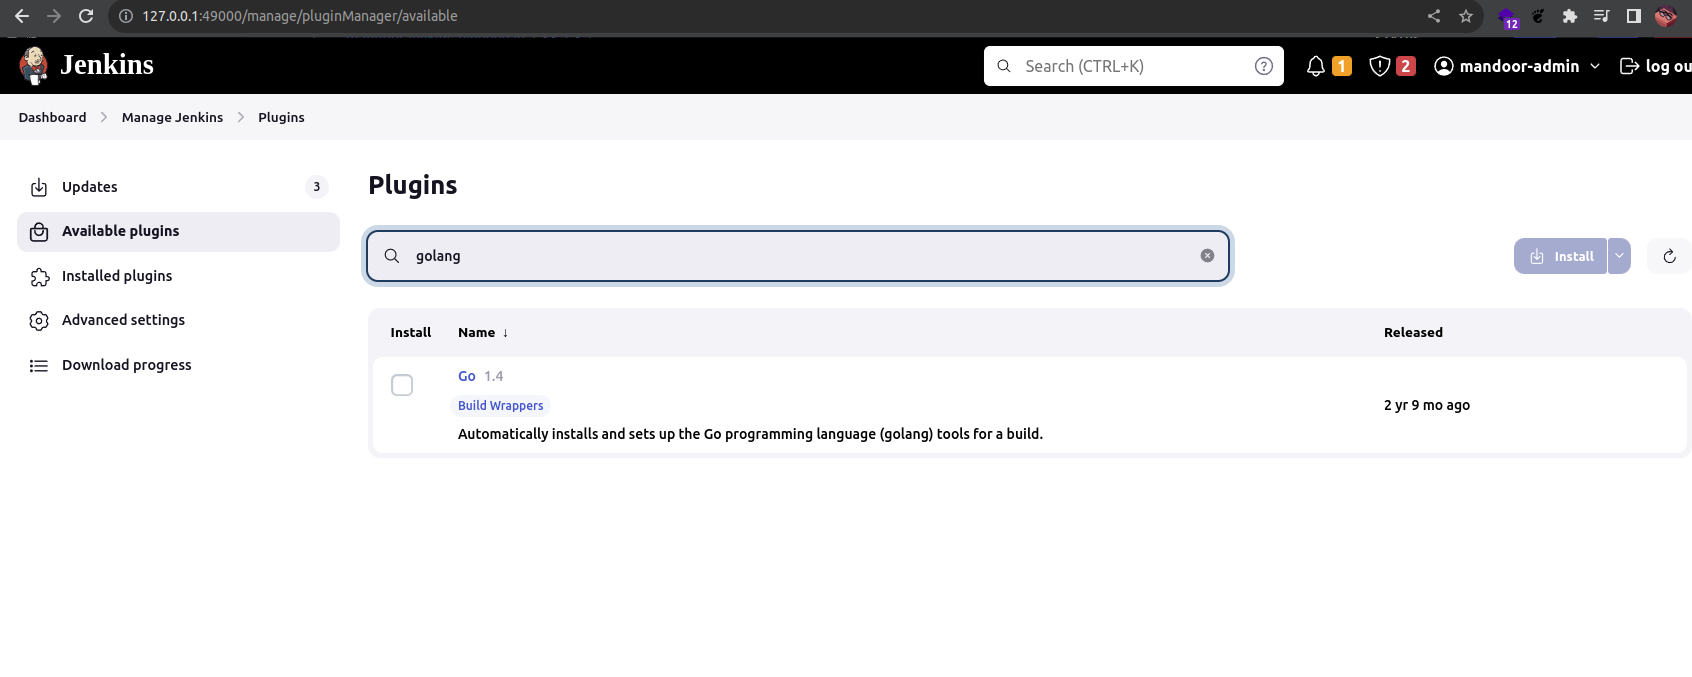 127.0.0.1:49000/manage/pluginManager/available
12
Jenkins
Search (CTRL+K)
1
2
mandoor-admin
log ou
Dashboard
Manage Jenkins
Plugins
Updates
3
Available plugins
Installed plugins
Advanced settings
Download progress
Plugins
golang
Install
Install Name ↓ Released
Go 1.4
Build Wrappers
2 yr 9 mo ago
Automatically installs and sets up the Go programming language (golang) tools for a build.